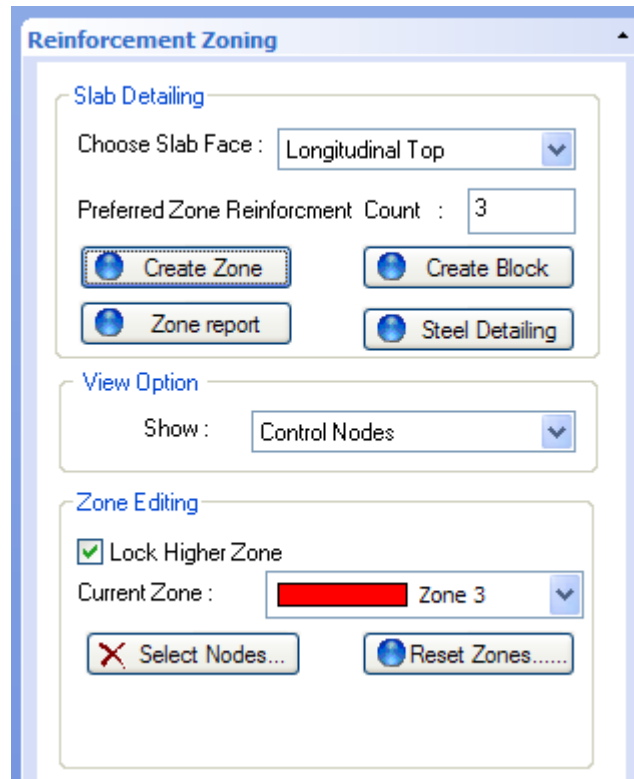 Reinforcement Zoning
Slab Detailing
Choose Slab Face : Longitudinal Top
Preferred Zone Reinforcment Count : 3
Create Zone Create Block
Zone report Steel Detailing
View Option
Show : Control Nodes
Zone Editing
Lock Higher Zone
Current Zone : Zone 3
Select Nodes... Reset Zones......